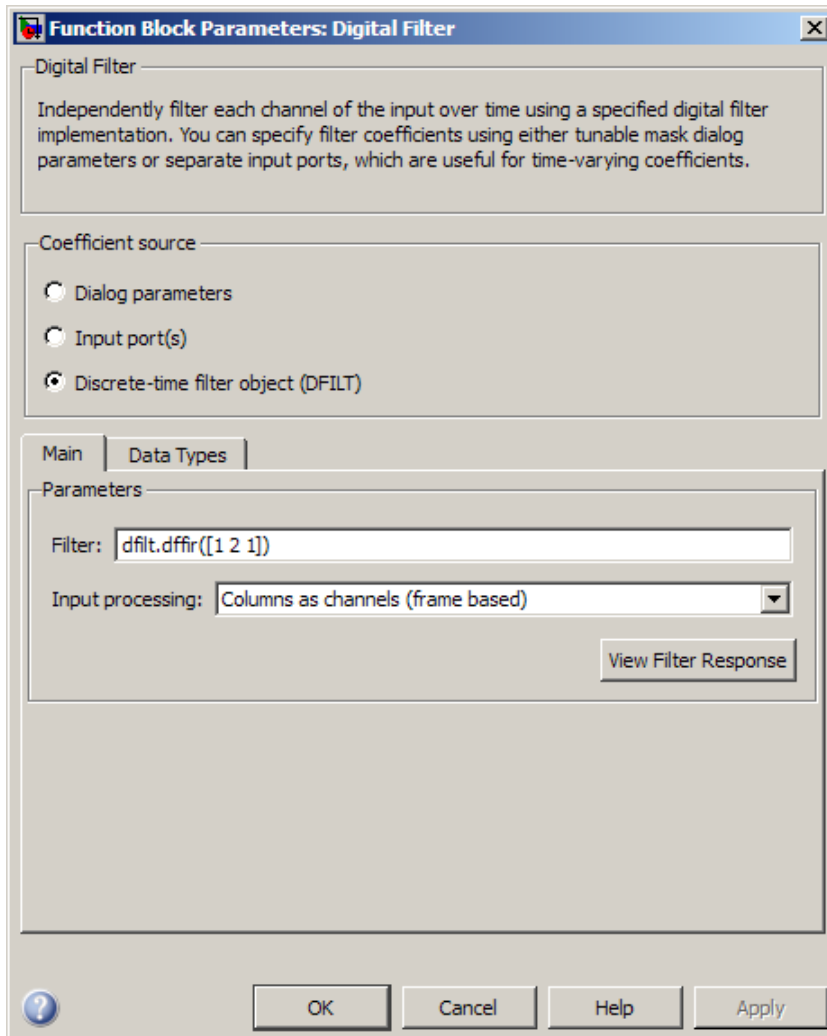 Function Block Parameters: Digital Filter
Digital Filter
Independently filter each channel of the input over time using a specified digital filter
implementation. You can specify filter coefficients using either tunable mask dialog
parameters or separate input ports, which are useful for time-varying coefficients.
Coefficient source
Dialog parameters
Input port(s)
Discrete-time filter object (DFILT)
Main Data Types
Parameters
Filter: dfilt.dffir([1 2 1])
Input processing: Columns as channels (frame based)
View Filter Response
OK Cancel Help Apply